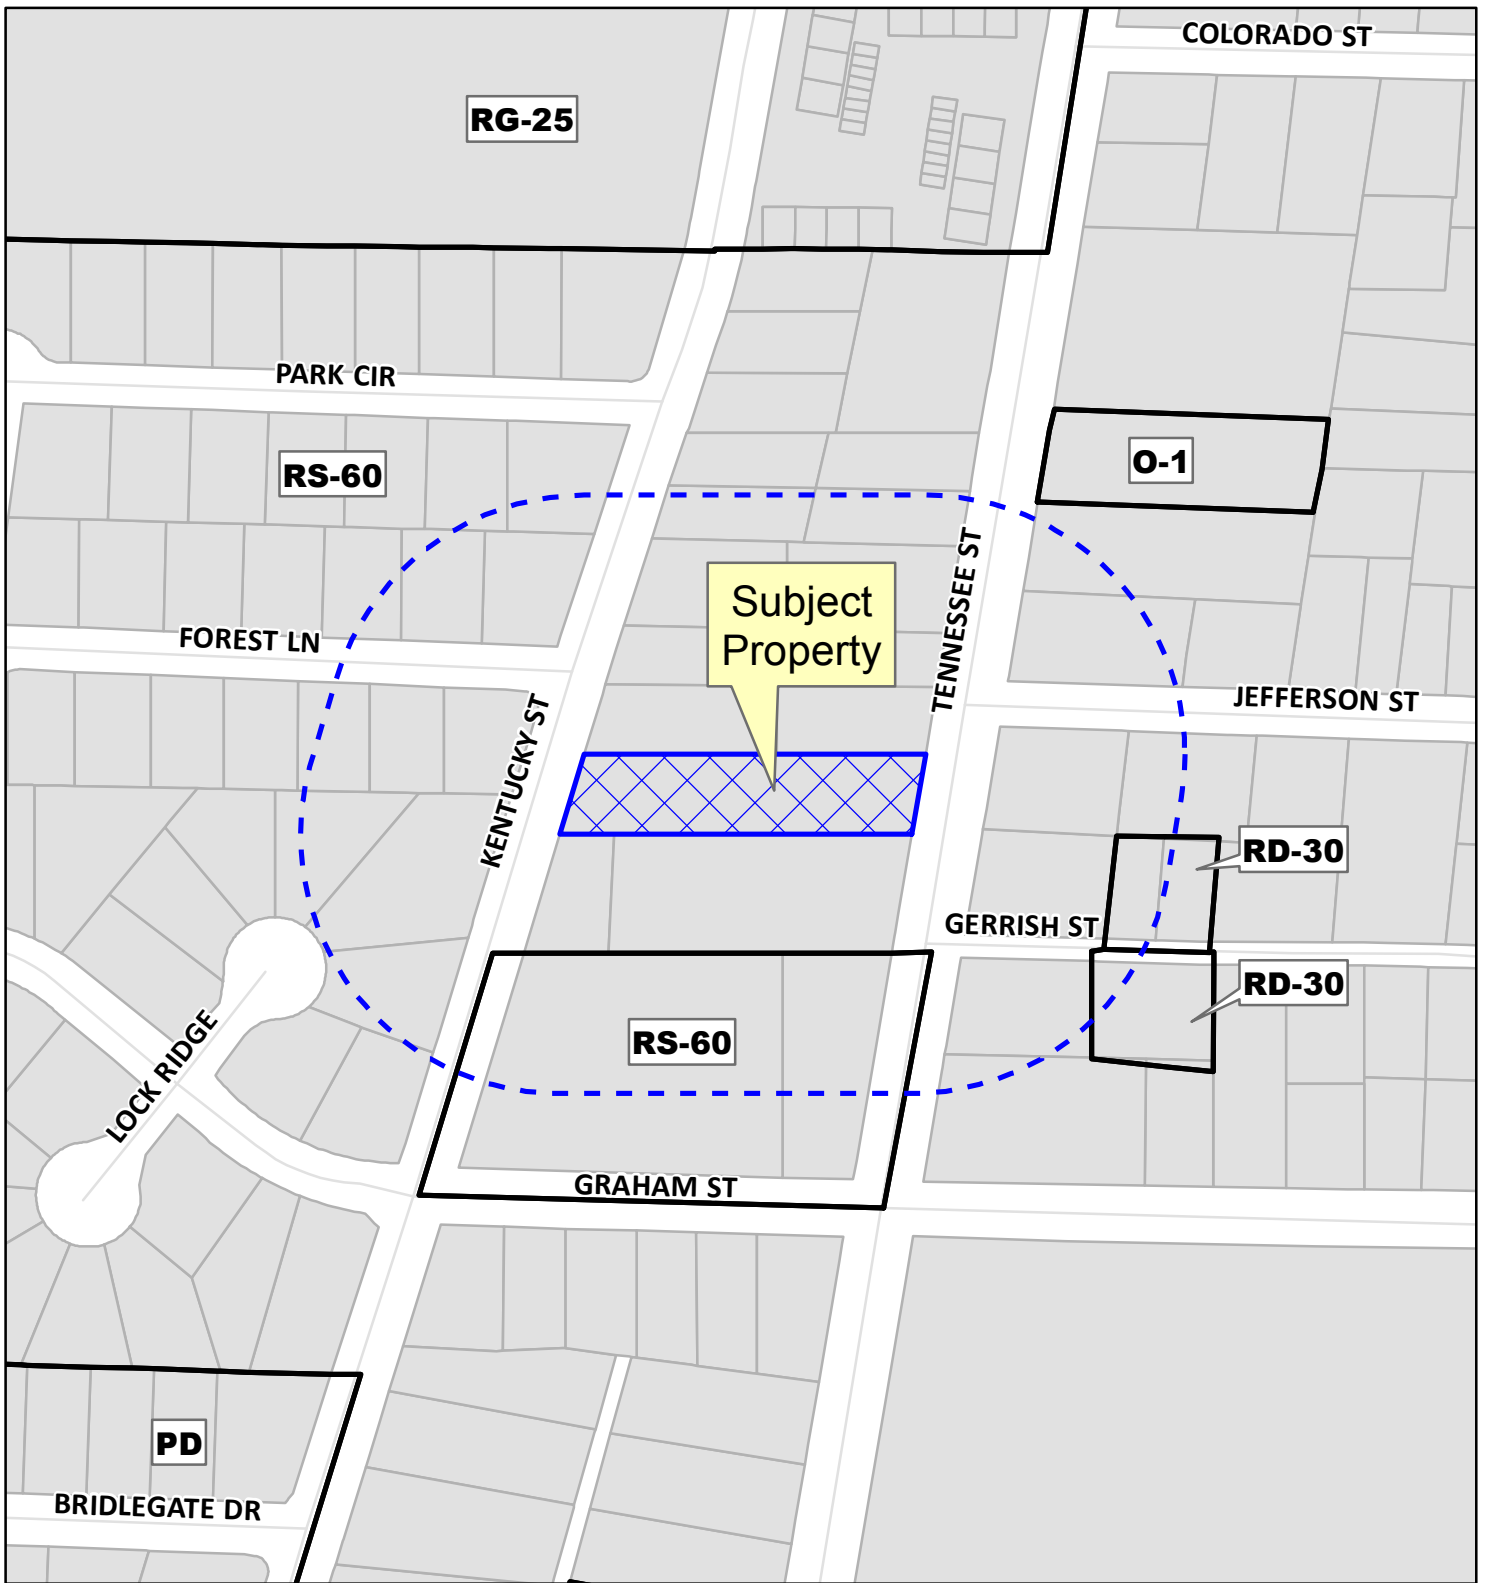 COLORADO ST
RG-25
PARK CIR
RS-60
O-1
TENNESSEE ST
Subject
Property
FOREST LN
JEFFERSON ST
KENTUCKY ST
RD-30
GERRISH ST
RD-30
RS-60
LOCK RIDGE
GRAHAM ST
PD
BRIDLEGATE DR